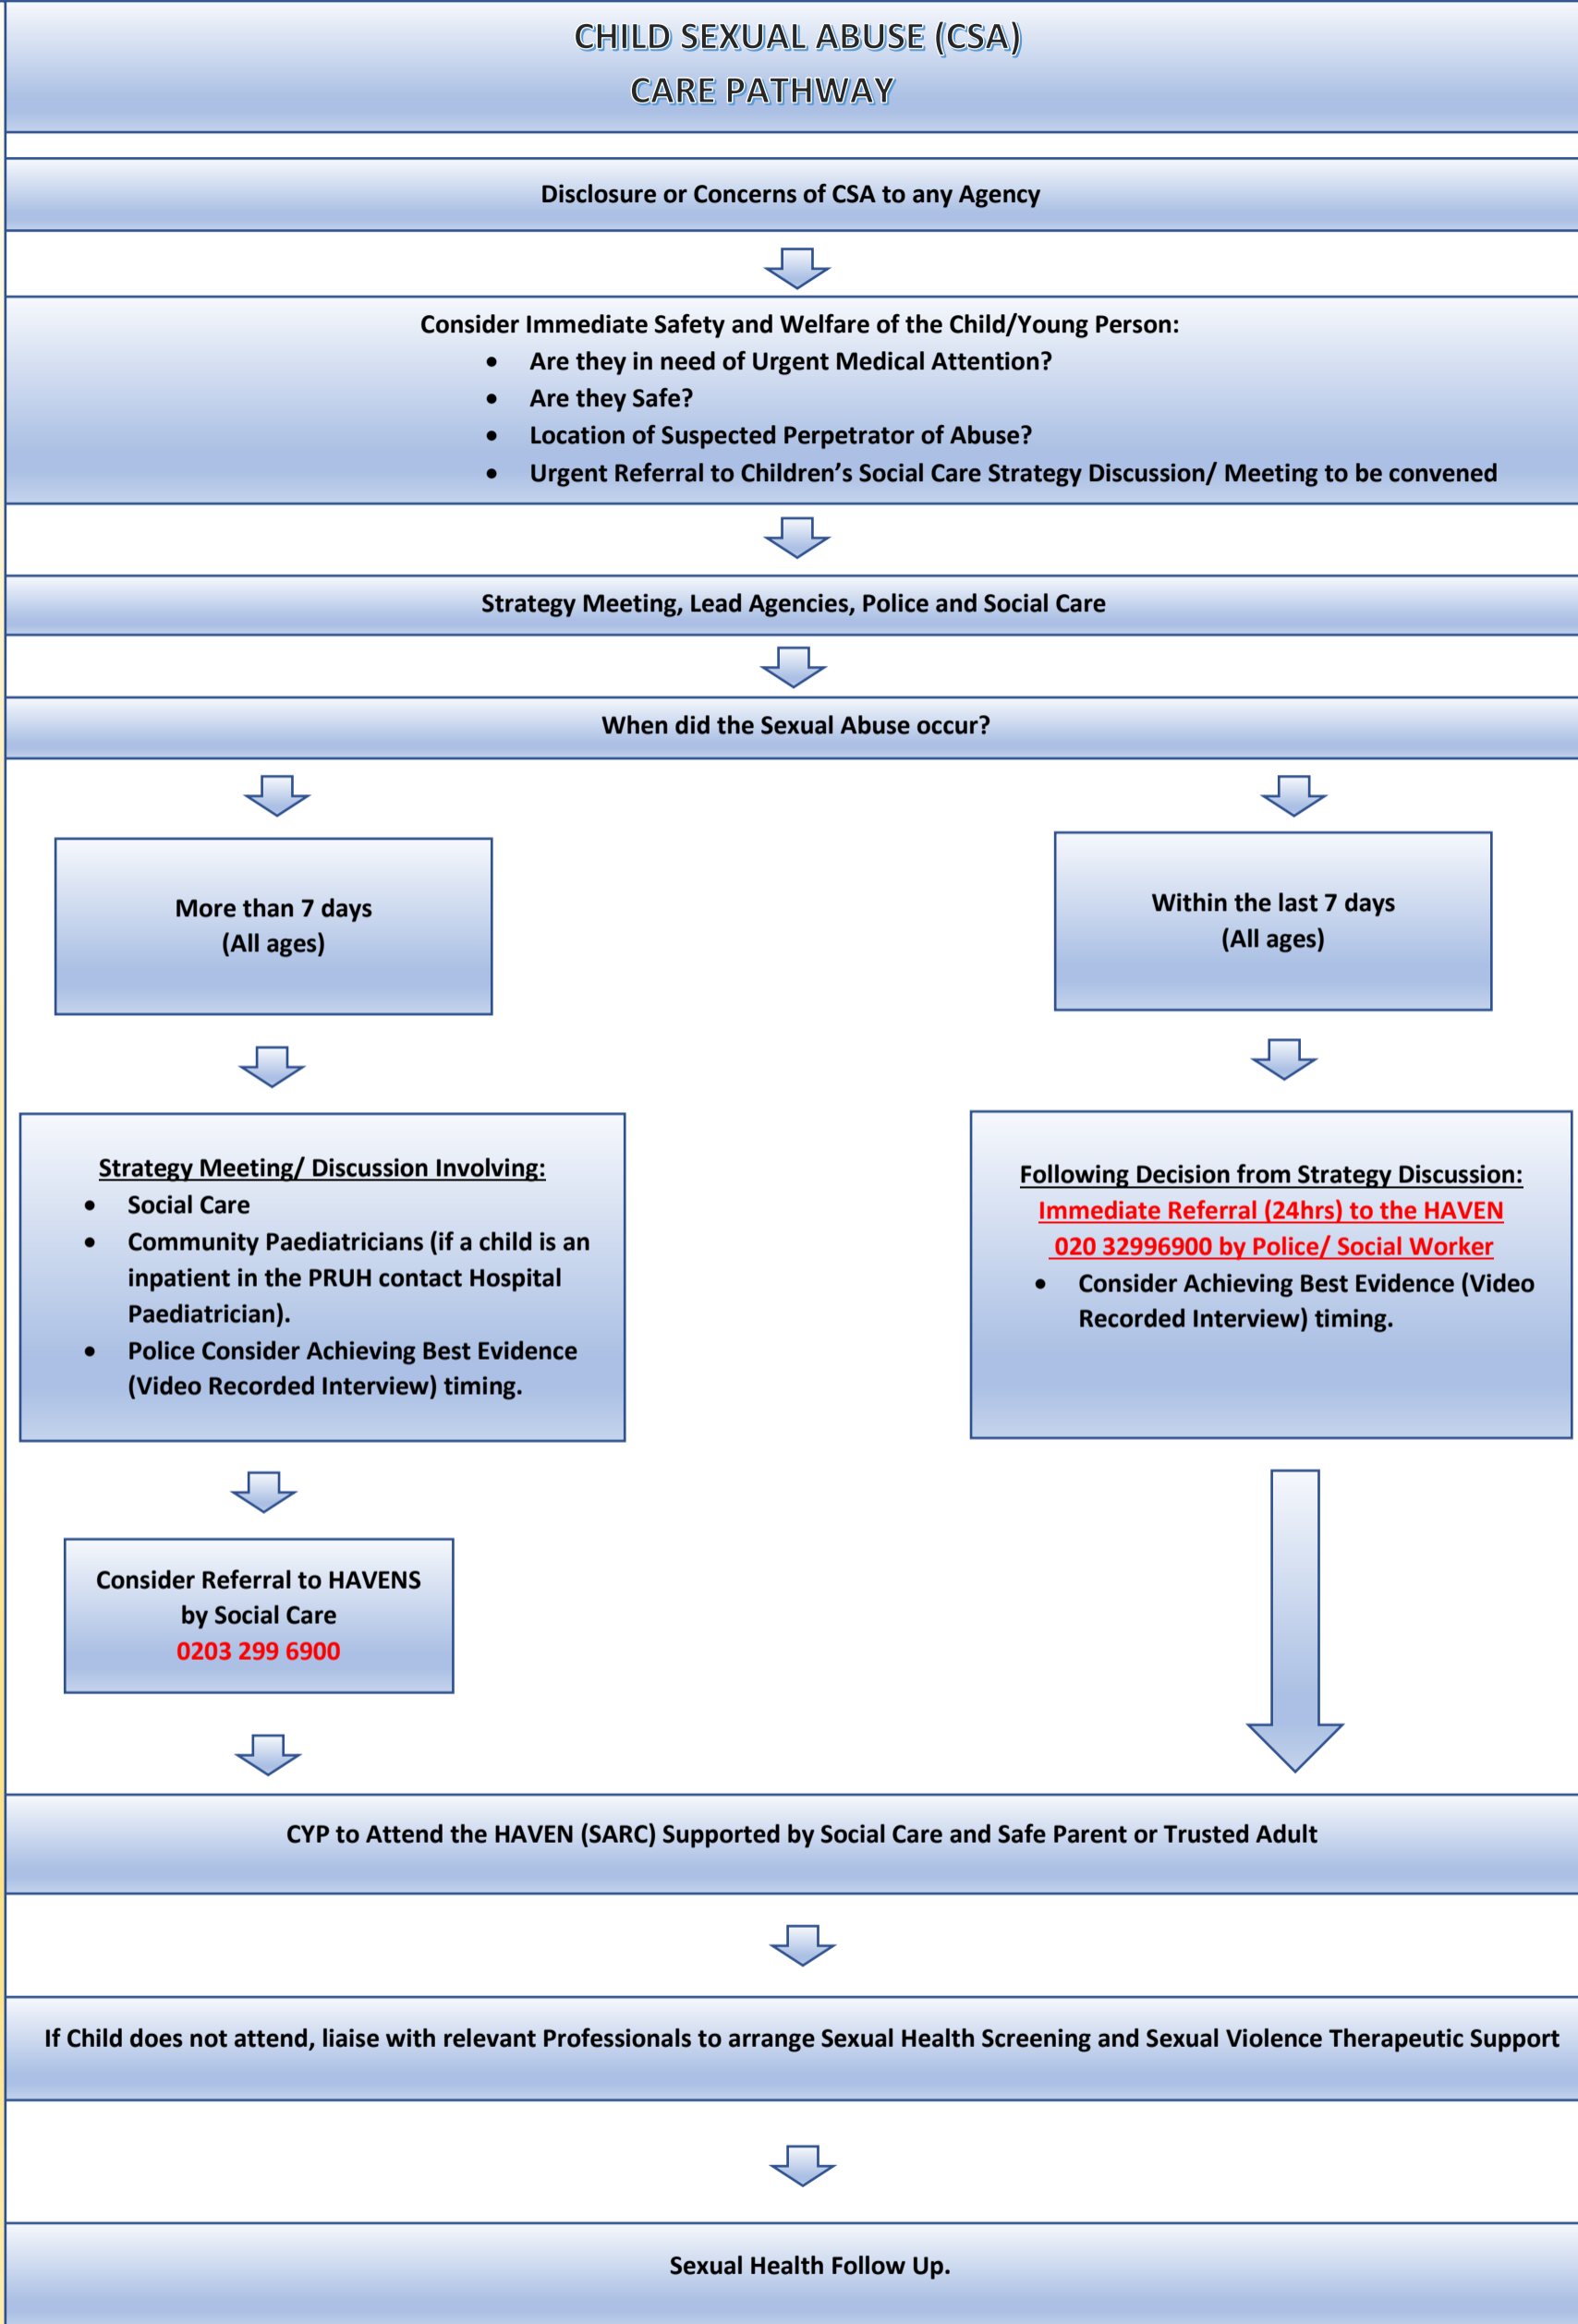 CHILD SEXUAL ABUSE (CSA)
CARE PATHWAY
Disclosure or Concerns of CSA to any Agency
Consider Immediate Safety and Welfare of the Child/Young Person:
• Are they in need of Urgent Medical Attention?
• Are they Safe?
• Location of Suspected Perpetrator of Abuse?
• Urgent Referral to Children’s Social Care Strategy Discussion/ Meeting to be convened
Strategy Meeting, Lead Agencies, Police and Social Care
When did the Sexual Abuse occur?
More than 7 days
(All ages)
Within the last 7 days
(All ages)
Strategy Meeting/ Discussion Involving:
• Social Care
• Community Paediatricians (if a child is an
inpatient in the PRUH contact Hospital
Paediatrician).
• Police Consider Achieving Best Evidence
(Video Recorded Interview) timing.
Following Decision from Strategy Discussion:
Immediate Referral (24hrs) to the HAVEN
020 32996900 by Police/ Social Worker
• Consider Achieving Best Evidence (Video
Recorded Interview) timing.
Consider Referral to HAVENS
by Social Care
0203 299 6900
CYP to Attend the HAVEN (SARC) Supported by Social Care and Safe Parent or Trusted Adult
If Child does not attend, liaise with relevant Professionals to arrange Sexual Health Screening and Sexual Violence Therapeutic Support
Sexual Health Follow Up.